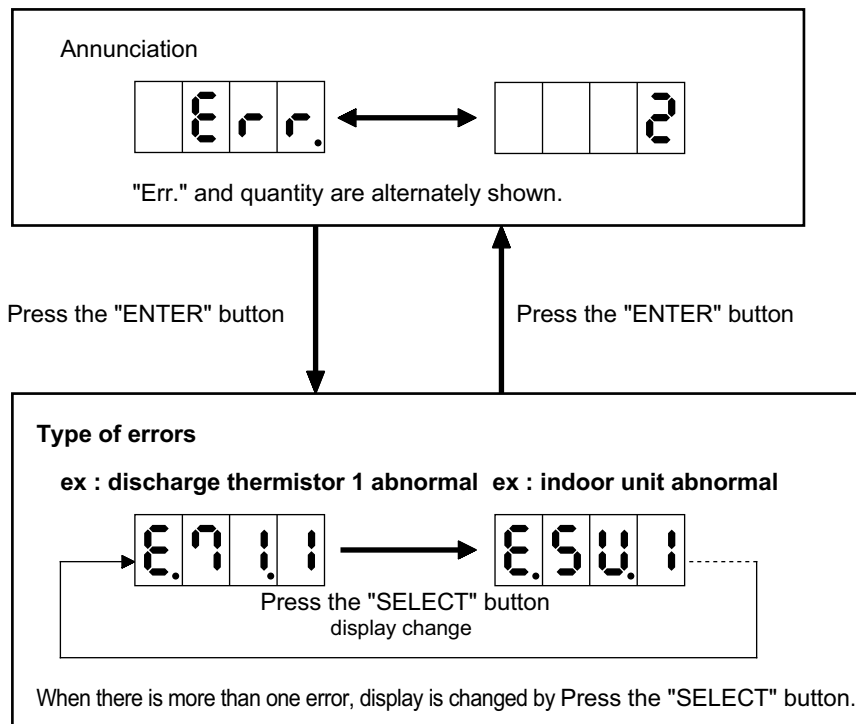 Annunciation
Err. 2
"Err." and quantity are alternately shown.
Press the "ENTER" button Press the "ENTER" button
Type of errors
ex : discharge thermistor 1 abnormal ex : indoor unit abnormal
E.71.1 E.5U.1
Press the "SELECT" button
display change
When there is more than one error, display is changed by Press the "SELECT" button.